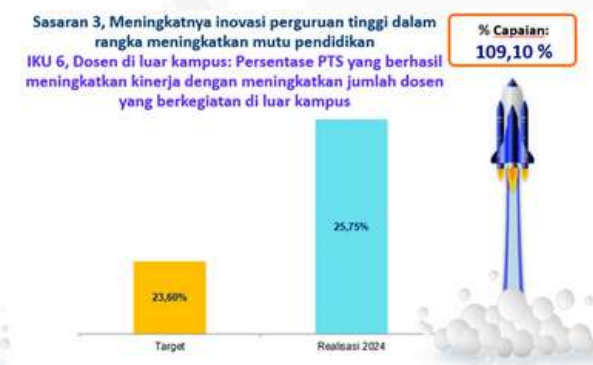 Sasaran 3, Meningkatnya inovasi perguruan tinggi dalam
rangka meningkatkan mutu pendidikan
IKU 6, Dosen di luar kampus: Persentase PTS yang berhasil
meningkatkan kinerja dengan meningkatkan jumlah dosen
yang berkegiatan di luar kampus
% Capaian:
109,10 %
25,75%
23,60%
Target
Realisasi 2024